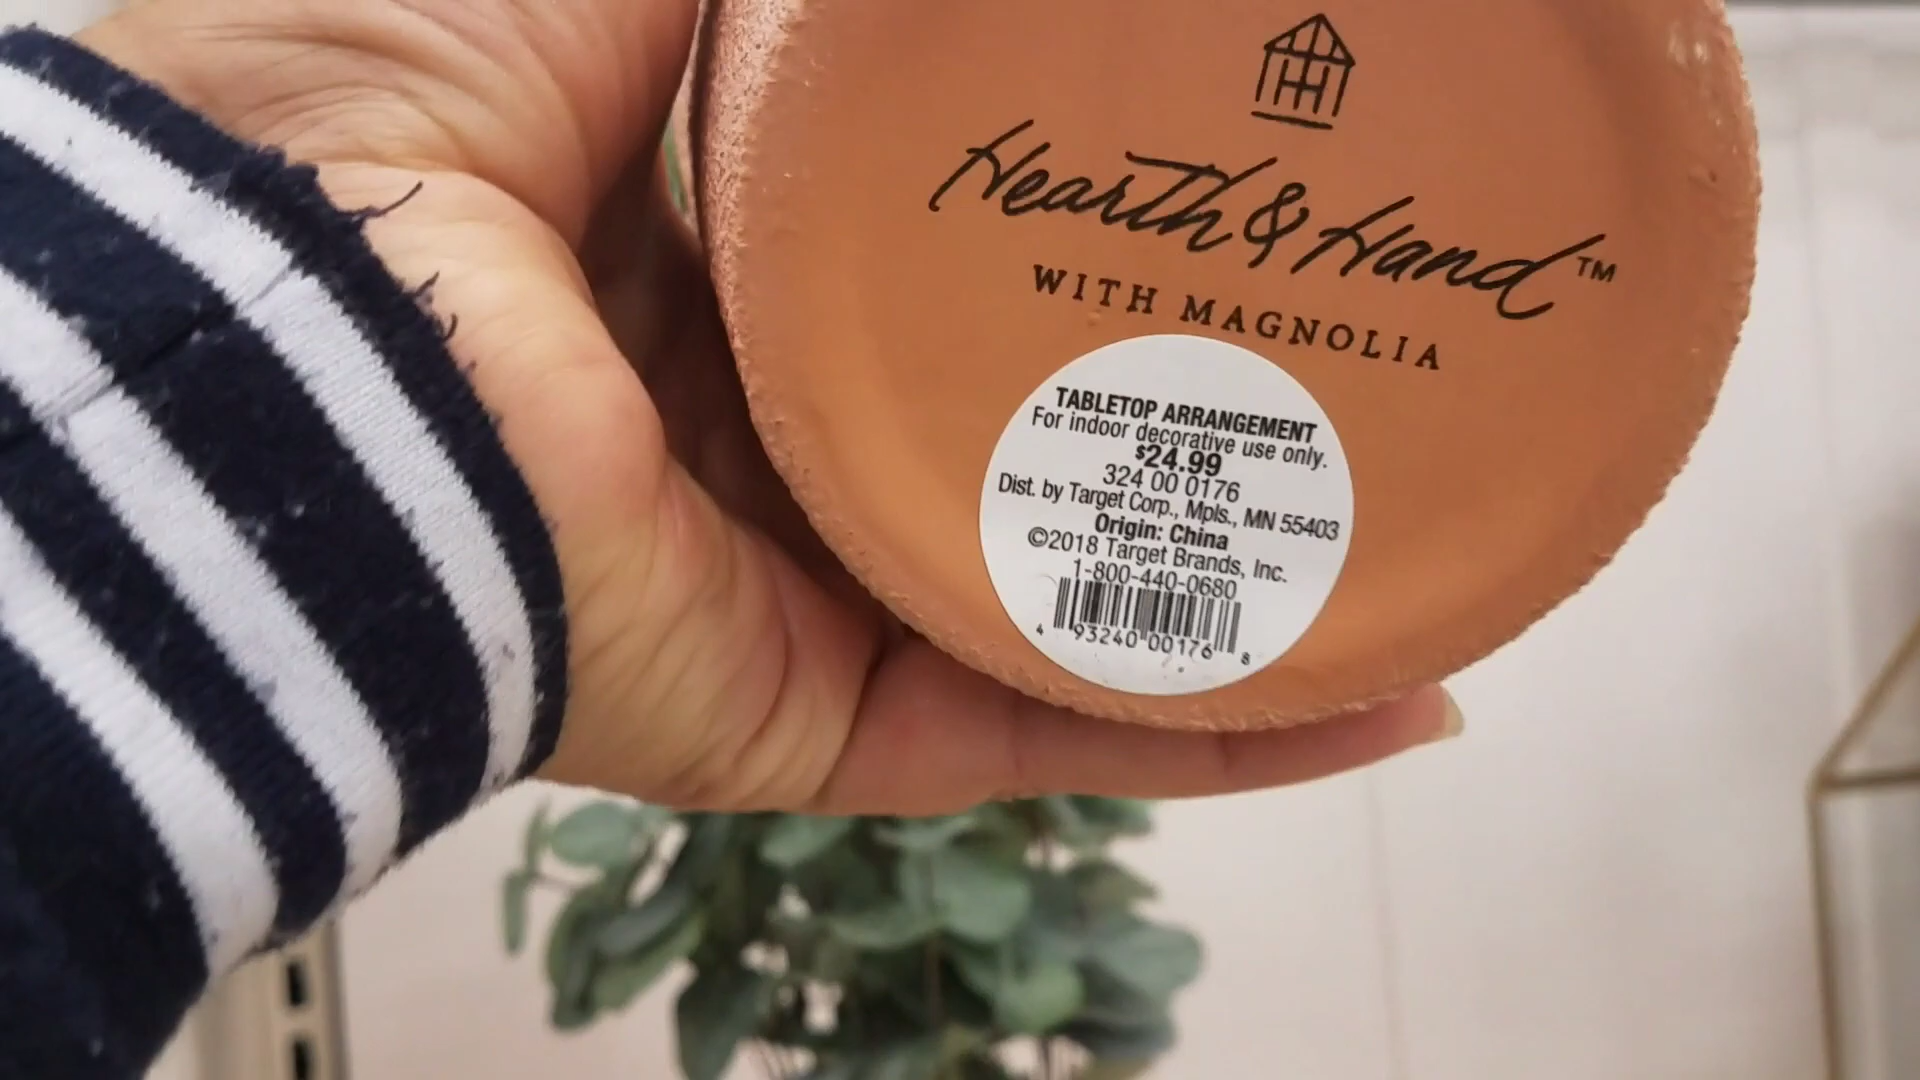 Hearth & Hand™
WITH MAGNOLIA
TABLETOP ARRANGEMENT
For indoor decorative use only.
$24.99
324 00 0176
Dist. by Target Corp., Mpls., MN 55403
Origin: China
©2018 Target Brands, Inc.
1-800-440-0680
4 93240 00176 8